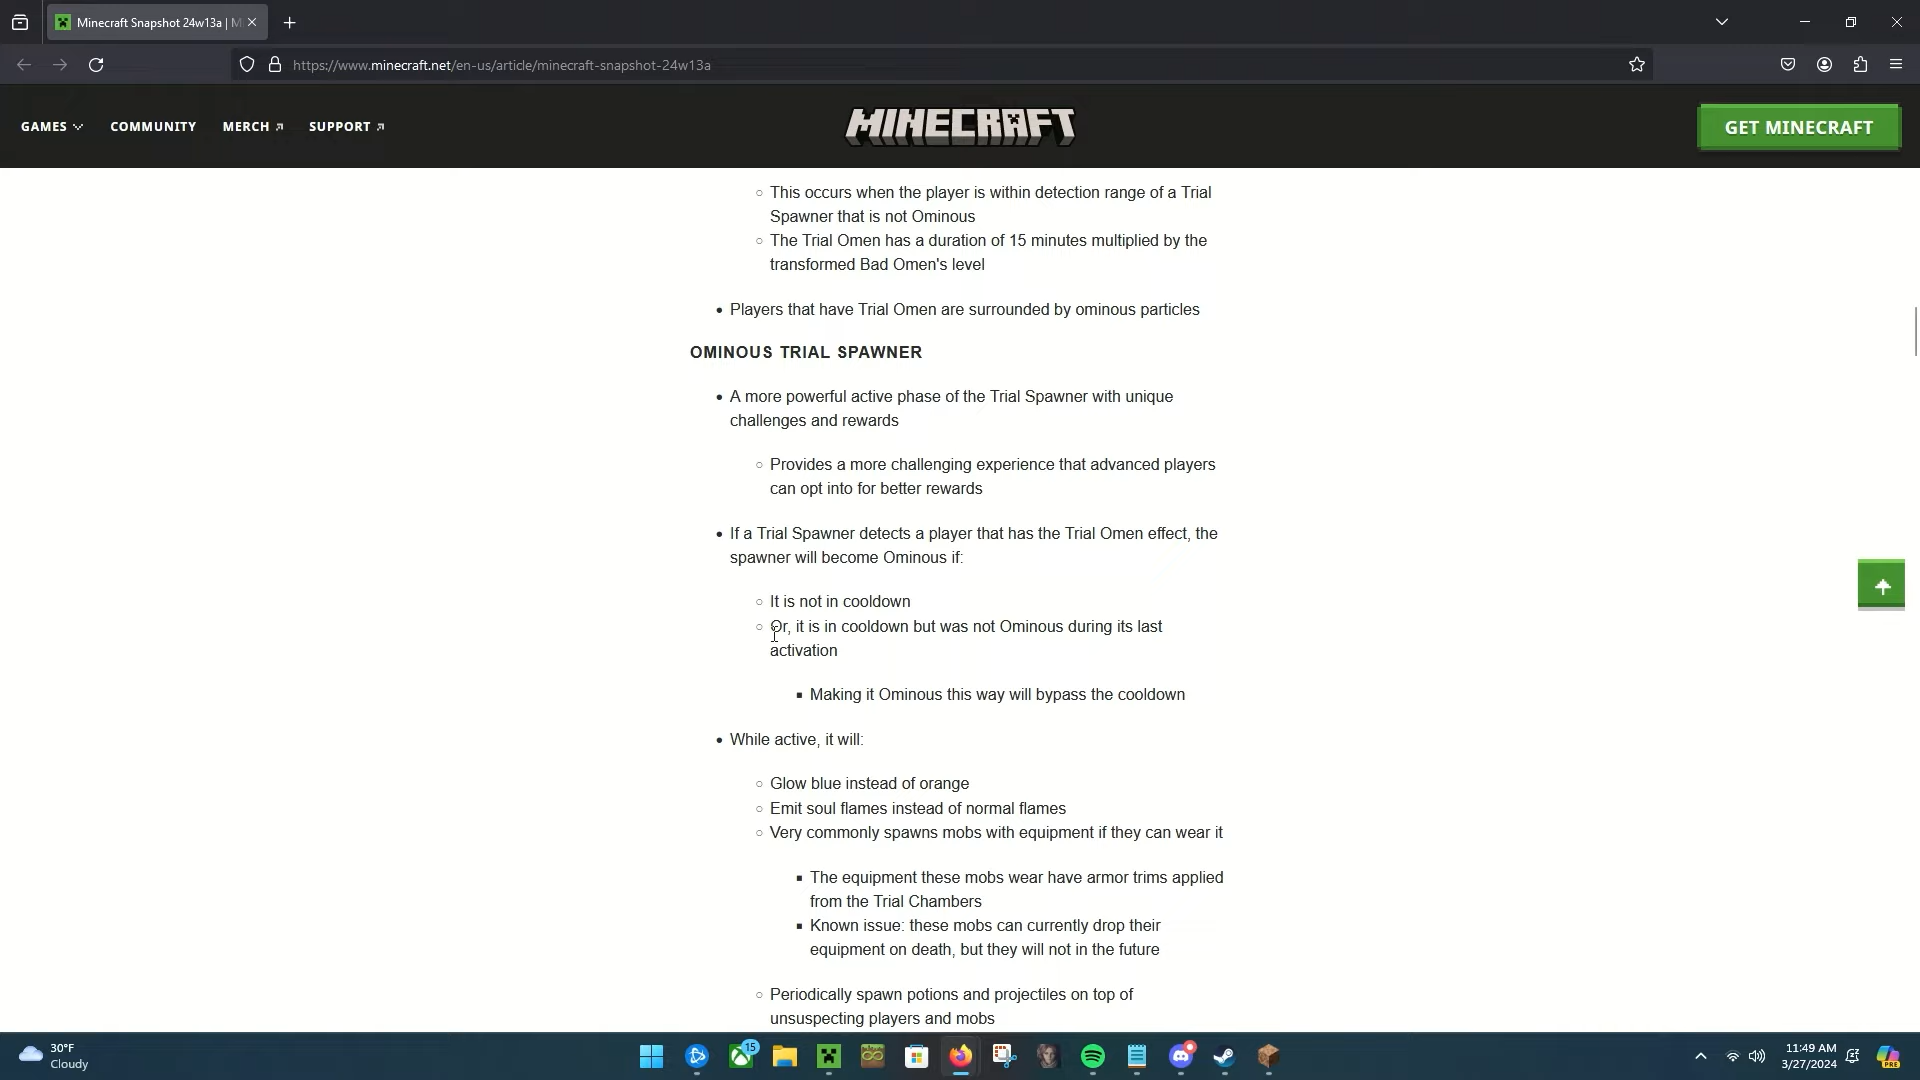 Minecraft Snapshot 24w13a | M
https://www.minecraft.net/en-us/article/minecraft-snapshot-24w13a
GAMES
COMMUNITY
MERCH
SUPPORT
MINECRAFT
GET MINECRAFT
This occurs when the player is within detection range of a Trial
Spawner that is not Ominous
The Trial Omen has a duration of 15 minutes multiplied by the
transformed Bad Omen's level
Players that have Trial Omen are surrounded by ominous particles
OMINOUS TRIAL SPAWNER
A more powerful active phase of the Trial Spawner with unique
challenges and rewards
Provides a more challenging experience that advanced players
can opt into for better rewards
If a Trial Spawner detects a player that has the Trial Omen effect, the
spawner will become Ominous if:
It is not in cooldown
Or, it is in cooldown but was not Ominous during its last
activation
Making it Ominous this way will bypass the cooldown
While active, it will:
Glow blue instead of orange
Emit soul flames instead of normal flames
Very commonly spawns mobs with equipment if they can wear it
The equipment these mobs wear have armor trims applied
from the Trial Chambers
Known issue: these mobs can currently drop their
equipment on death, but they will not in the future
Periodically spawn potions and projectiles on top of
unsuspecting players and mobs
30°F
Cloudy
15
11:49 AM
3/27/2024
PRE